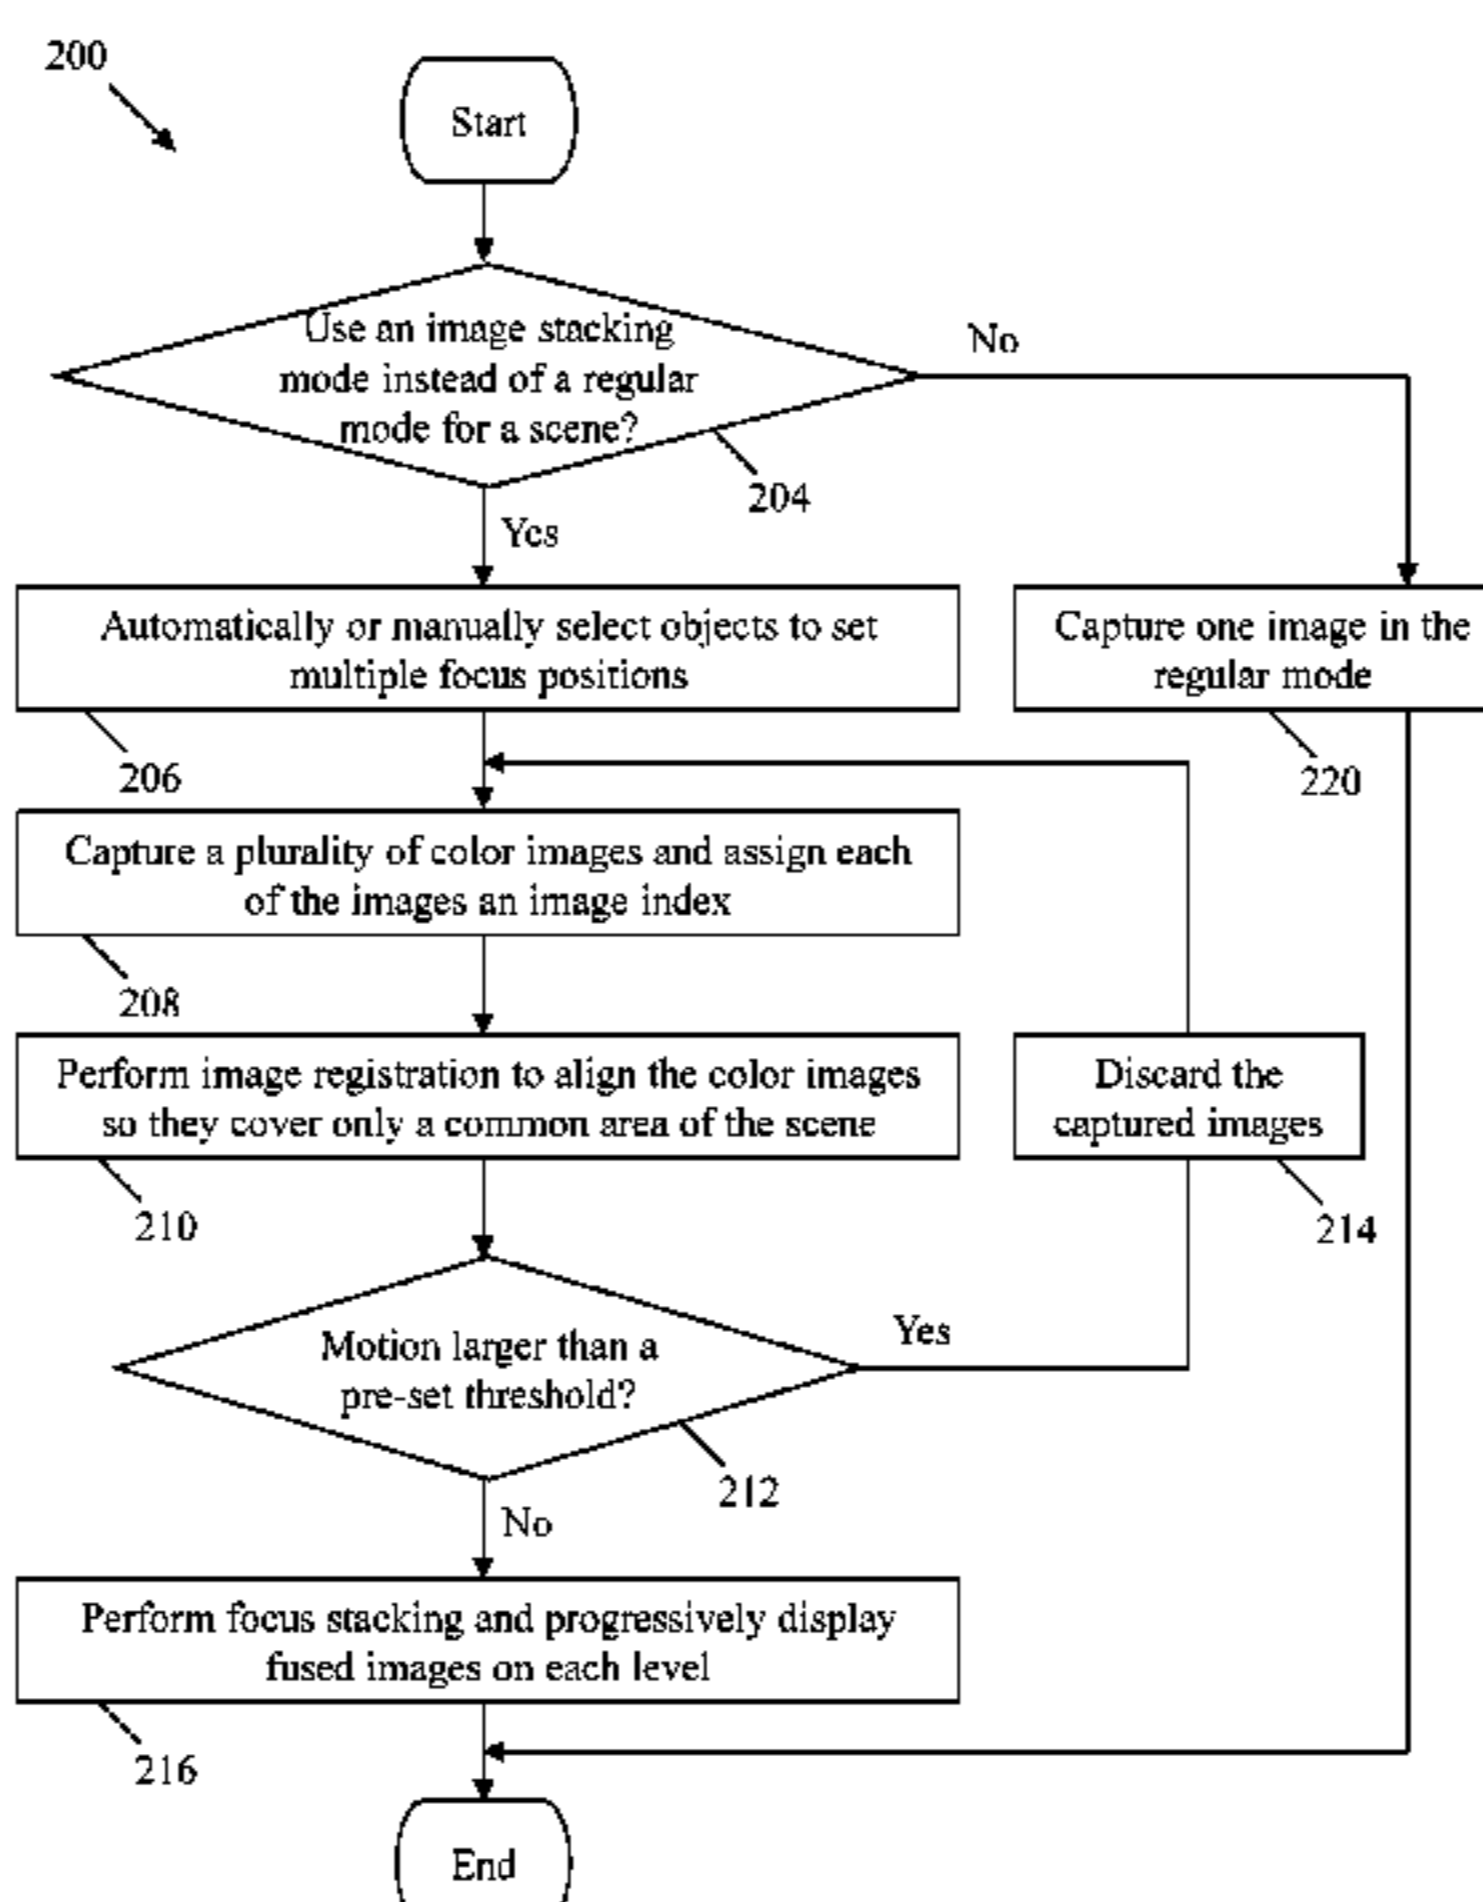 200
Start
Use an image stacking
mode instead of a regular
mode for a scene?
No
204
Yes
Automatically or manually select objects to set
multiple focus positions
Capture one image in the
regular mode
206
220
Capture a plurality of color images and assign each
of the images an image index
208
Perform image registration to align the color images
so they cover only a common area of the scene
Discard the
captured images
210
214
Motion larger than a
pre-set threshold?
Yes
212
No
Perform focus stacking and progressively display
fused images on each level
216
End